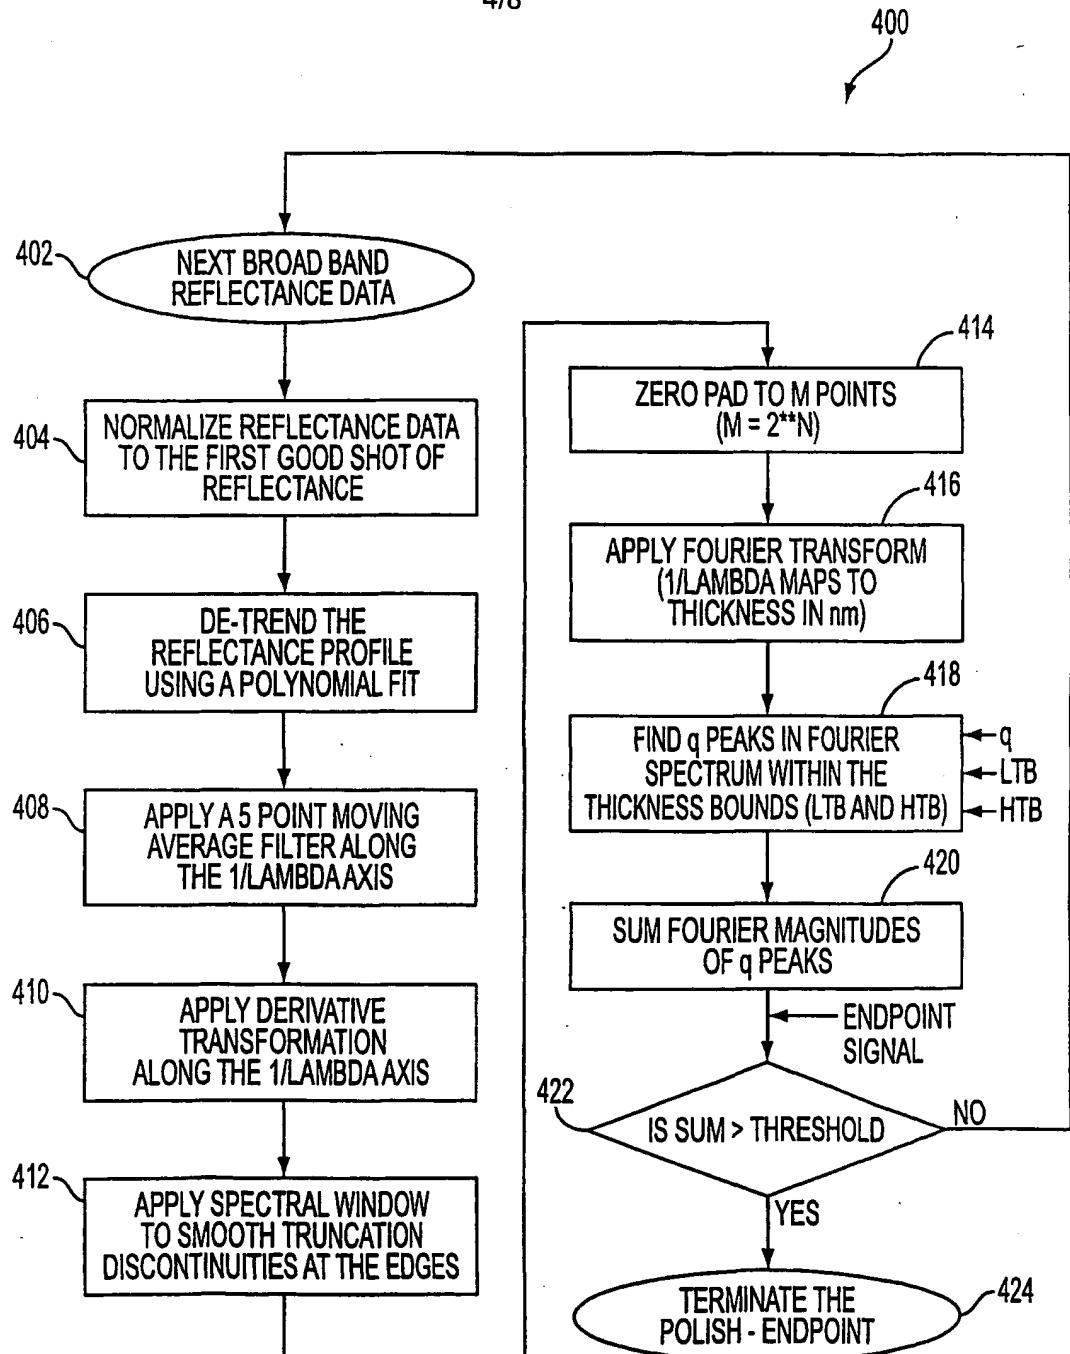 4/8
400
402
NEXT BROAD BAND
REFLECTANCE DATA
404
NORMALIZE REFLECTANCE DATA
TO THE FIRST GOOD SHOT OF
REFLECTANCE
406
DE-TREND THE
REFLECTANCE PROFILE
USING A POLYNOMIAL FIT
408
APPLY A 5 POINT MOVING
AVERAGE FILTER ALONG
THE 1/LAMBDA AXIS
410
APPLY DERIVATIVE
TRANSFORMATION
ALONG THE 1/LAMBDA AXIS
412
APPLY SPECTRAL WINDOW
TO SMOOTH TRUNCATION
DISCONTINUITIES AT THE EDGES
414
ZERO PAD TO M POINTS
(M = 2**N)
416
APPLY FOURIER TRANSFORM
(1/LAMBDA MAPS TO
THICKNESS IN nm)
418
FIND q PEAKS IN FOURIER
SPECTRUM WITHIN THE
THICKNESS BOUNDS (LTB AND HTB)
q
LTB
HTB
420
SUM FOURIER MAGNITUDES
OF q PEAKS
ENDPOINT
SIGNAL
422
IS SUM > THRESHOLD
NO
YES
424
TERMINATE THE
POLISH - ENDPOINT